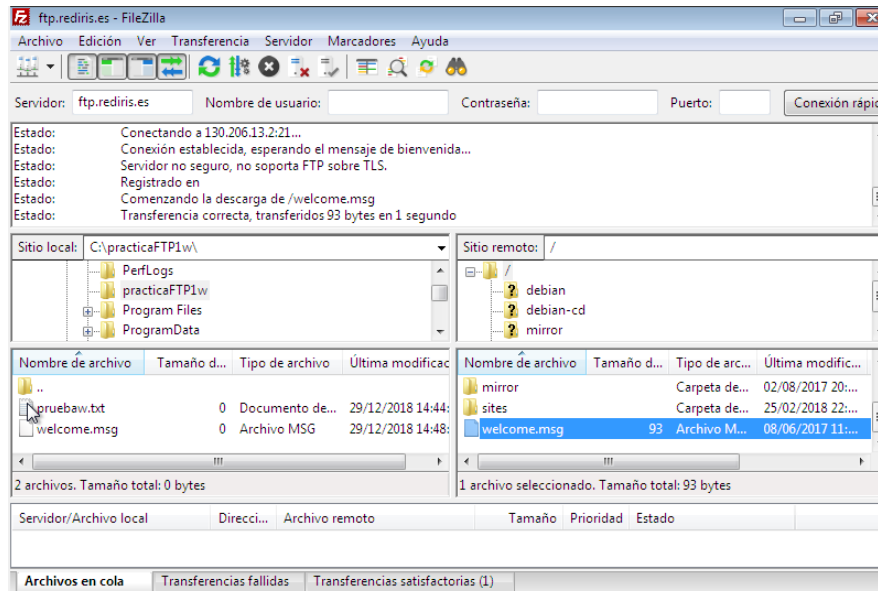 ftp.rediris.es - FileZilla
Archivo Edición Ver Transferencia Servidor Marcadores Ayuda
Servidor: ftp.rediris.es Nombre de usuario: Contraseña: Puerto: Conexión rápic
Estado: Conectando a 130.206.13.2:21...
Estado: Conexión establecida, esperando el mensaje de bienvenida...
Estado: Servidor no seguro, no soporta FTP sobre TLS.
Estado: Registrado en
Estado: Comenzando la descarga de /welcome.msg
Estado: Transferencia correcta, transferidos 93 bytes en 1 segundo
Sitio local: C:\practicaFTP1w\
PerfLogs
practicaFTP1w
Program Files
ProgramData
Sitio remoto: /
/
debian
debian-cd
mirror
Nombre de archivo Tamaño d... Tipo de archivo Última modificac
..
pruebaw.txt 0 Documento de... 29/12/2018 14:44:
welcome.msg 0 Archivo MSG 29/12/2018 14:48:
2 archivos. Tamaño total: 0 bytes
Nombre de archivo Tamaño d... Tipo de arc... Última modific...
mirror Carpeta de... 02/08/2017 20:...
sites Carpeta de... 25/02/2018 22:...
welcome.msg 93 Archivo M... 08/06/2017 11:...
1 archivo seleccionado. Tamaño total: 93 bytes
Servidor/Archivo local Direcci... Archivo remoto Tamaño Prioridad Estado
Archivos en cola Transferencias fallidas Transferencias satisfactorias (1)